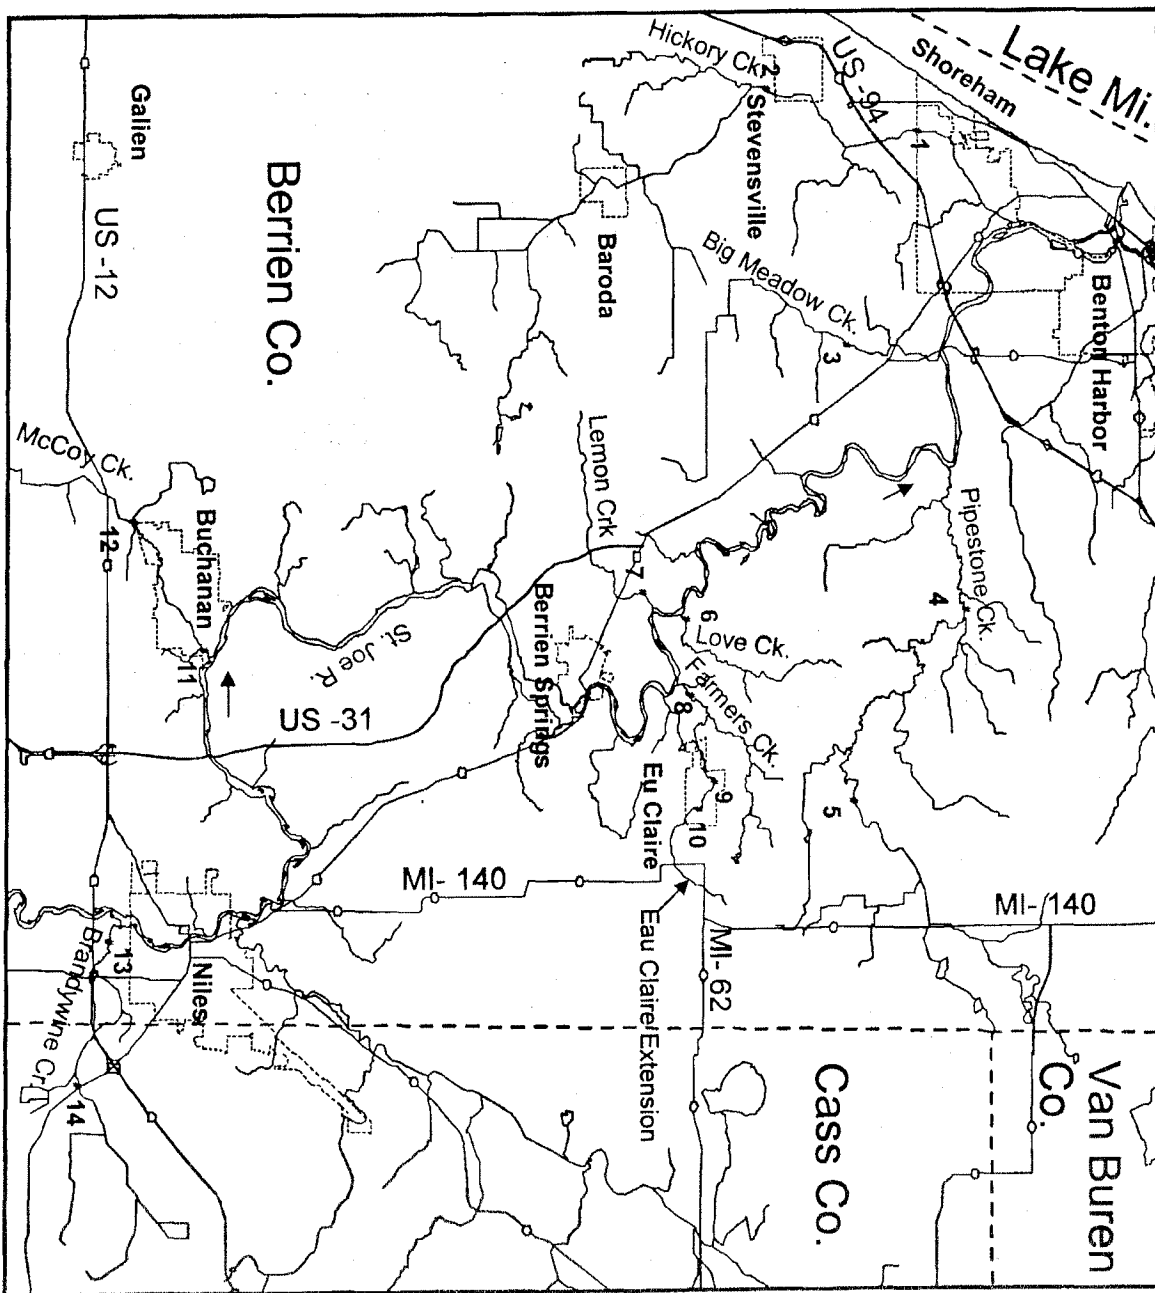 Lake Mi.
Shoreham
Hickory Ck.
US -94
2
1
Stevensville
Galien
US -12
Berrien Co.
Baroda
Big Meadow Ck.
3
Benton Harbor
McCoy Ck.
12
Buchanan
11
Lemon Crk
7
Pipestone Ck.
4
6
Love Ck.
Farmers Ck.
8
Berrien Springs
St. Joe R.
US -31
Eu Claire
9
10
5
MI- 140
MI- 140
Eau Claire Extension
MI- 62
Brandywine Cr.
13
Niles
14
Cass Co.
Van Buren
Co.